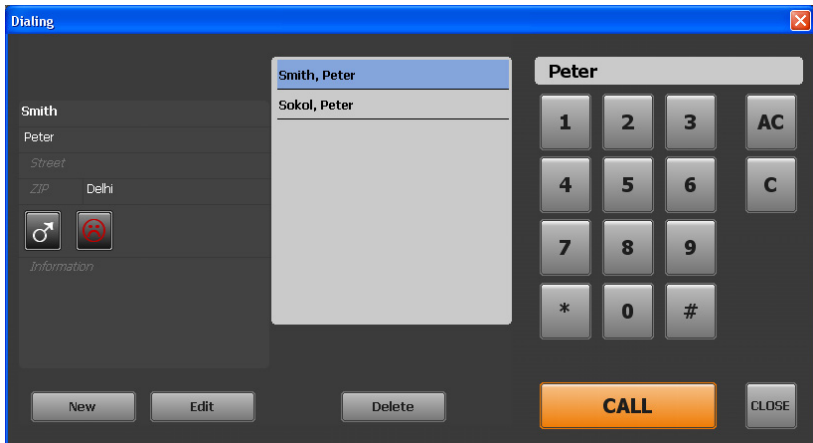 Dialing
Smith
Peter
Street
ZIP Delhi
Information
New Edit
Smith, Peter
Sokol, Peter
Delete
Peter
1 2 3 AC
4 5 6 C
7 8 9
* 0 #
CALL CLOSE